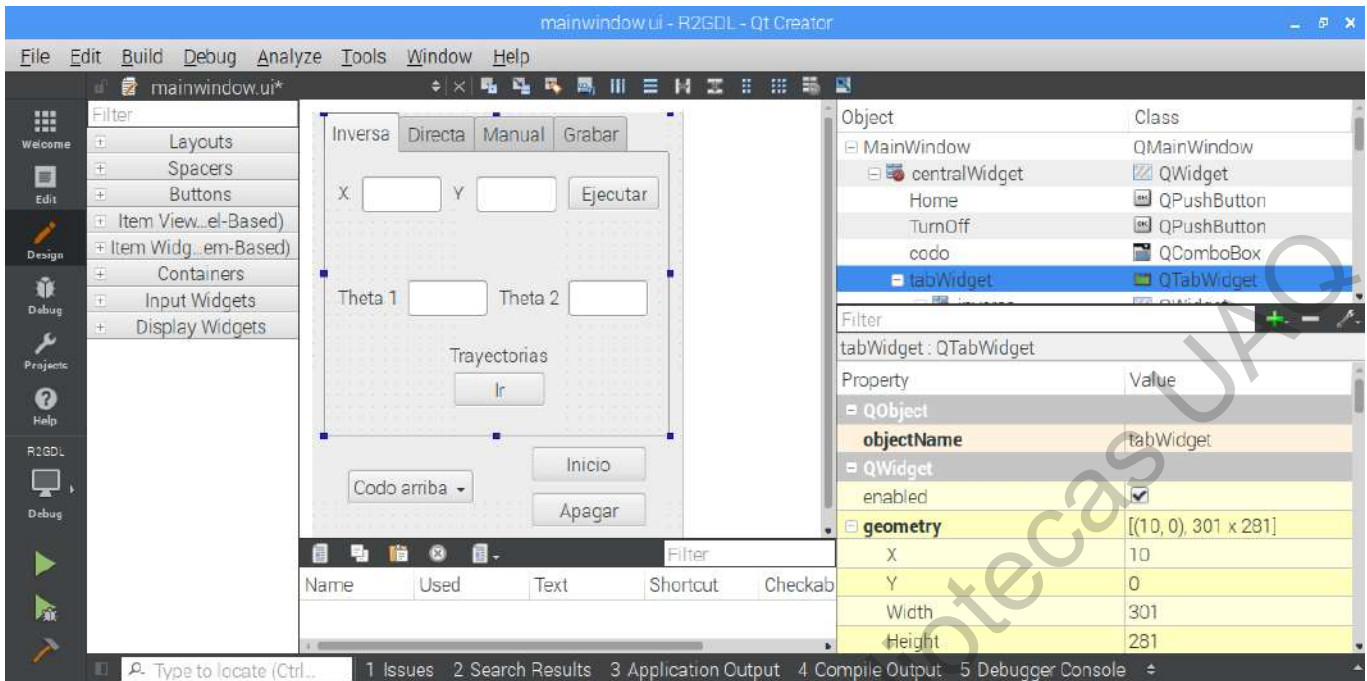 mainwindow.ui - R2GDL - Qt Creator
File Edit Build Debug Analyze Tools Window Help
mainwindow.ui*
Welcome
Edit
Design
Debug
Projects
Help
R2GDL
Debug
Filter
Layouts
Spacers
Buttons
Item View...el-Based)
Item Widg...em-Based)
Containers
Input Widgets
Display Widgets
Inversa Directa Manual Grabar
X Y Ejecutar
Theta 1 Theta 2
Trayectorias
Ir
Inicio
Codo arriba
Apagar
Filter
Name Used Text Shortcut Checkab
Object Class
MainWindow QMainWindow
centralWidget QWidget
Home QPushButton
TurnOff QPushButton
codo QComboBox
tabWidget QTabWidget
Filter
tabWidget : QTabWidget
Property Value
QObject
objectName tabWidget
QWidget
enabled
geometry [(10, 0), 301 x 281]
X 10
Y 0
Width 301
Height 281
Type to locate (Ctrl... 1 Issues 2 Search Results 3 Application Output 4 Compile Output 5 Debugger Console